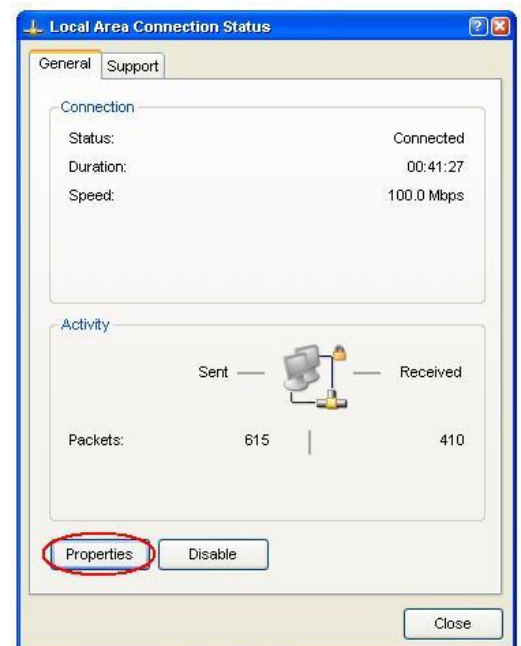 Local Area Connection Status
General Support
Connection
Status: Connected
Duration: 00:41:27
Speed: 100.0 Mbps
Activity
Sent — — Received
Packets: 615 | 410
Properties Disable
Close